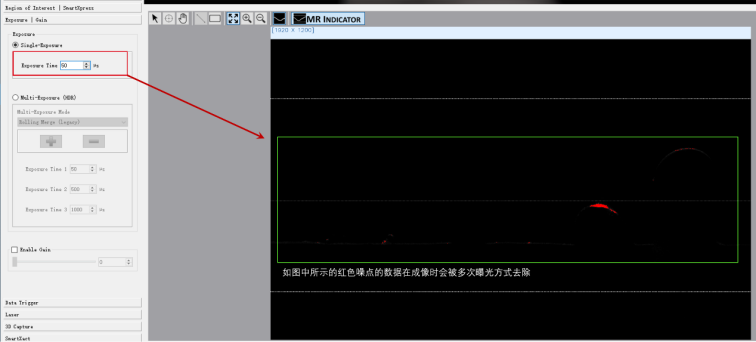 Region of Interest | SmartXpress
Exposure | Gain
Exposure
Single-Exposure
Exposure Time 50 µs
Multi-Exposure (HDR)
Multi-Exposure Mode
Rolling Merge (Legacy)
Exposure Time 1 50 µs
Exposure Time 2 500 µs
Exposure Time 3 1000 µs
Enable Gain
0
Data Trigger
Laser
3D Capture
SmartXact
MR INDICATOR
[1920 X 1200]
如图中所示的红色噪点的数据在成像时会被多次曝光方式去除